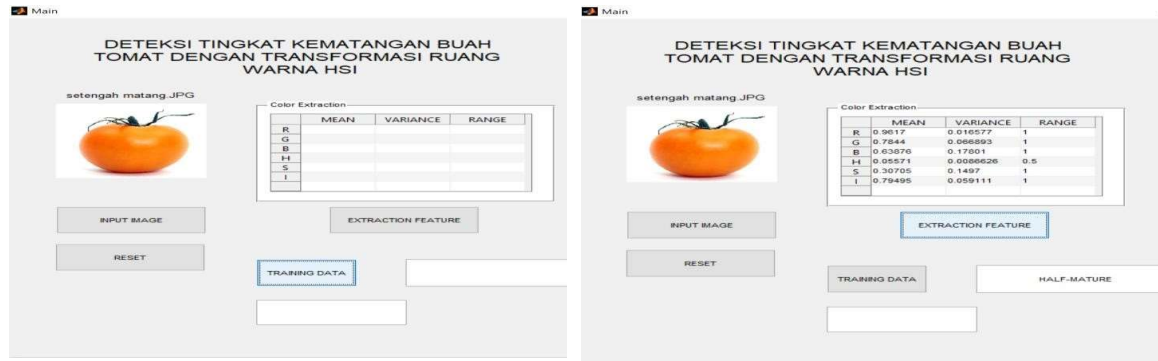 Main
DETEKSI TINGKAT KEMATANGAN BUAH
TOMAT DENGAN TRANSFORMASI RUANG
WARNA HSI
setengah matang.JPG
Color Extraction
MEAN VARIANCE RANGE
R
G
B
H
S
I
INPUT IMAGE
EXTRACTION FEATURE
RESET
TRAINING DATA
Main
DETEKSI TINGKAT KEMATANGAN BUAH
TOMAT DENGAN TRANSFORMASI RUANG
WARNA HSI
setengah matang.JPG
Color Extraction
MEAN VARIANCE RANGE
R 0.9617 0.016577 1
G 0.7844 0.066893 1
B 0.63876 0.17801 1
H 0.05571 0.0086626 0.5
S 0.30705 0.1497 1
I 0.79495 0.059111 1
INPUT IMAGE
EXTRACTION FEATURE
RESET
TRAINING DATA
HALF-MATURE